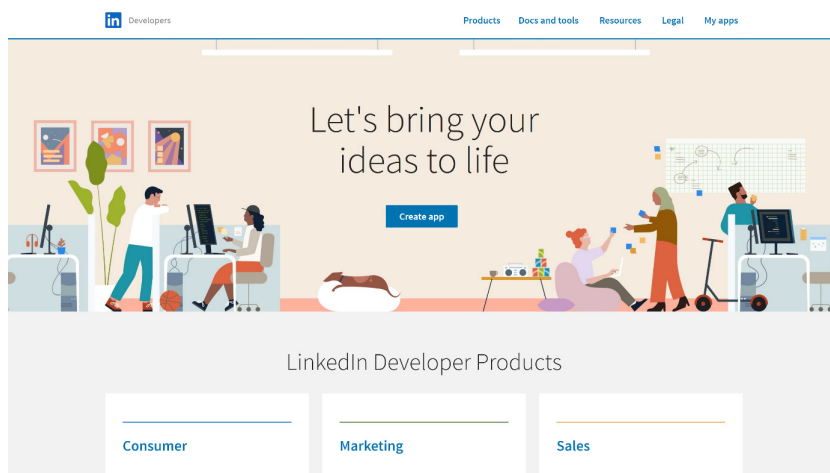 in Developers
Products Docs and tools Resources Legal My apps
Let's bring your
ideas to life
Create app
LinkedIn Developer Products
Consumer Marketing Sales